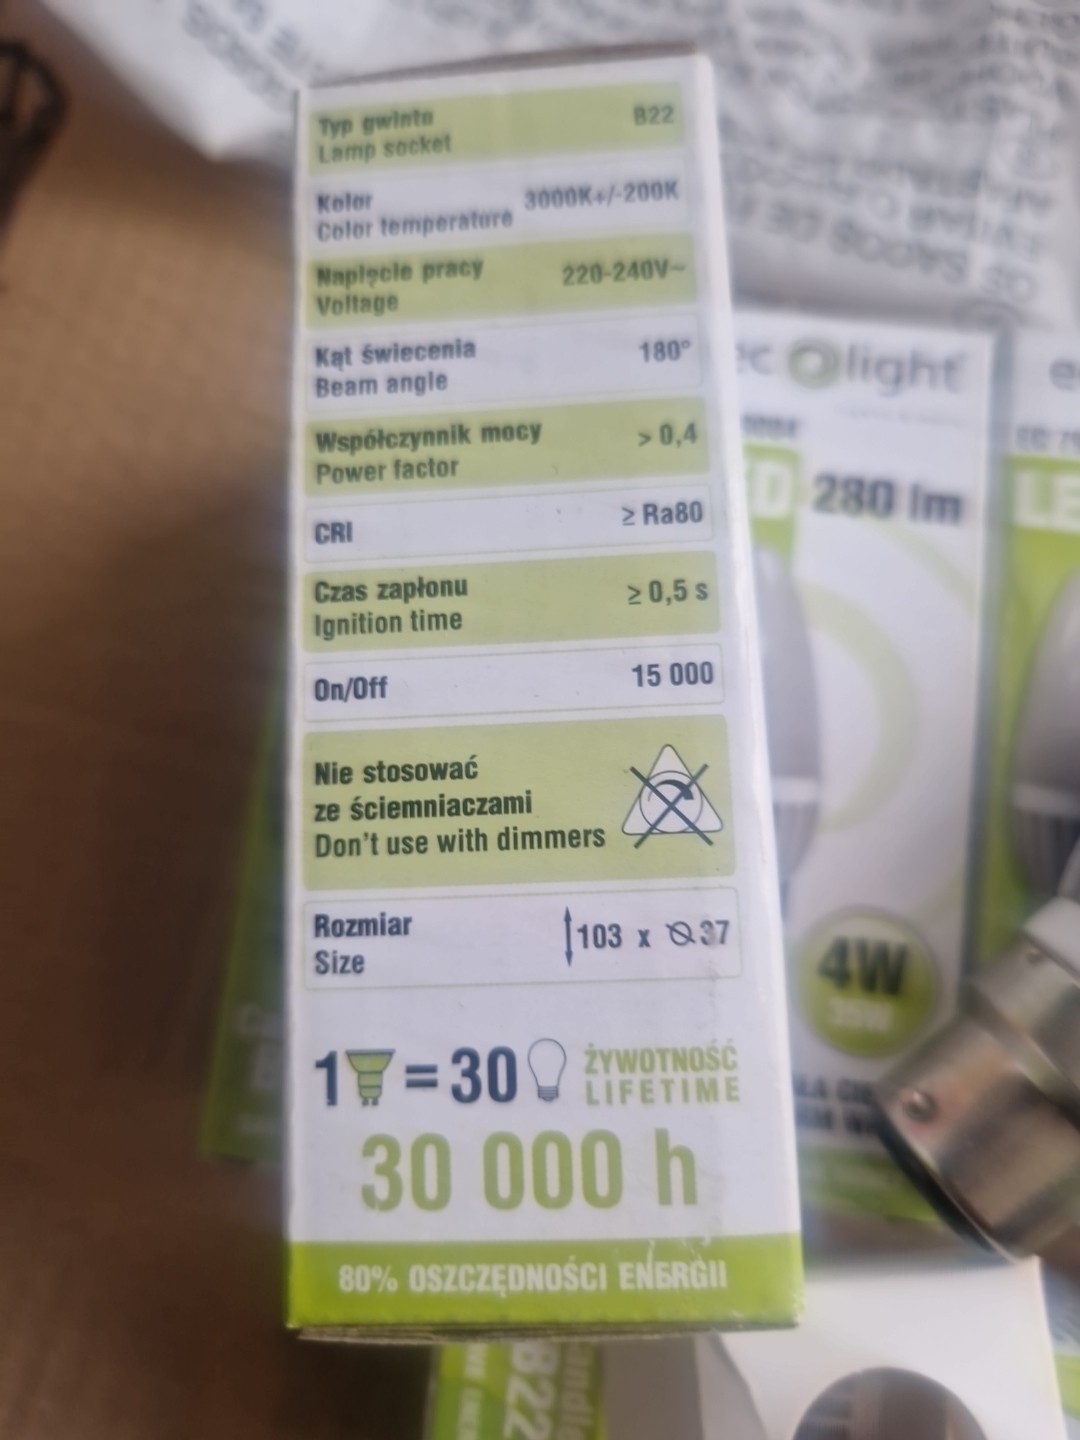 Typ gwintu
Lamp socket
B22
Kolor
Color temperature
3000K+/-200K
Napięcie pracy
Voltage
220-240V~
Kąt świecenia
Beam angle
180°
Współczynnik mocy
Power factor
> 0,4
CRI
≥ Ra80
Czas zapłonu
Ignition time
≥ 0,5 s
On/Off
15 000
Nie stosować
ze ściemniaczami
Don't use with dimmers
Rozmiar
Size
103 x Ø 37
1 = 30
ŻYWOTNOŚĆ
LIFETIME
30 000 h
80% OSZCZĘDNOŚCI ENERGII
light
280 lm
4W
LE
B22